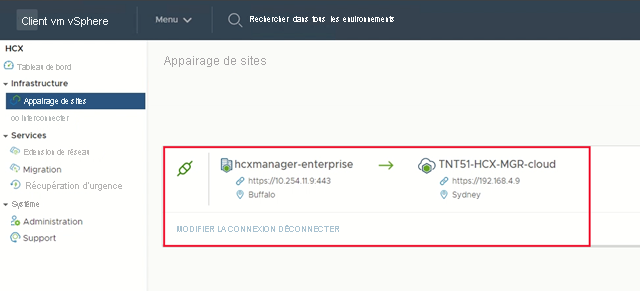 Client vm vSphere
Menu
Rechercher dans tous les environnements
HCX
Tableau de bord
Infrastructure
Appairage de sites
Interconnecter
Services
Extension de réseau
Migration
Récupération d'urgence
Système
Administration
Support
Appairage de sites
hcxmanager-enterprise
TNT51-HCX-MGR-cloud
https://10.254.11.9:443
https://192.168.4.9
Buffalo
Sydney
MODIFIER LA CONNEXION DÉCONNECTER